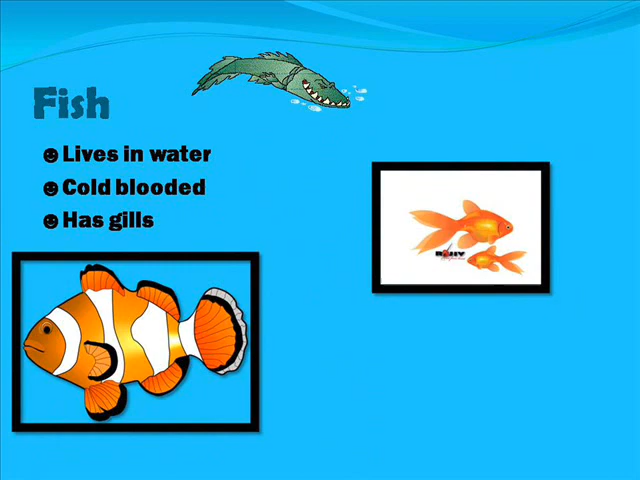 Fish
☻Lives in water
☻Cold blooded
☻Has gills